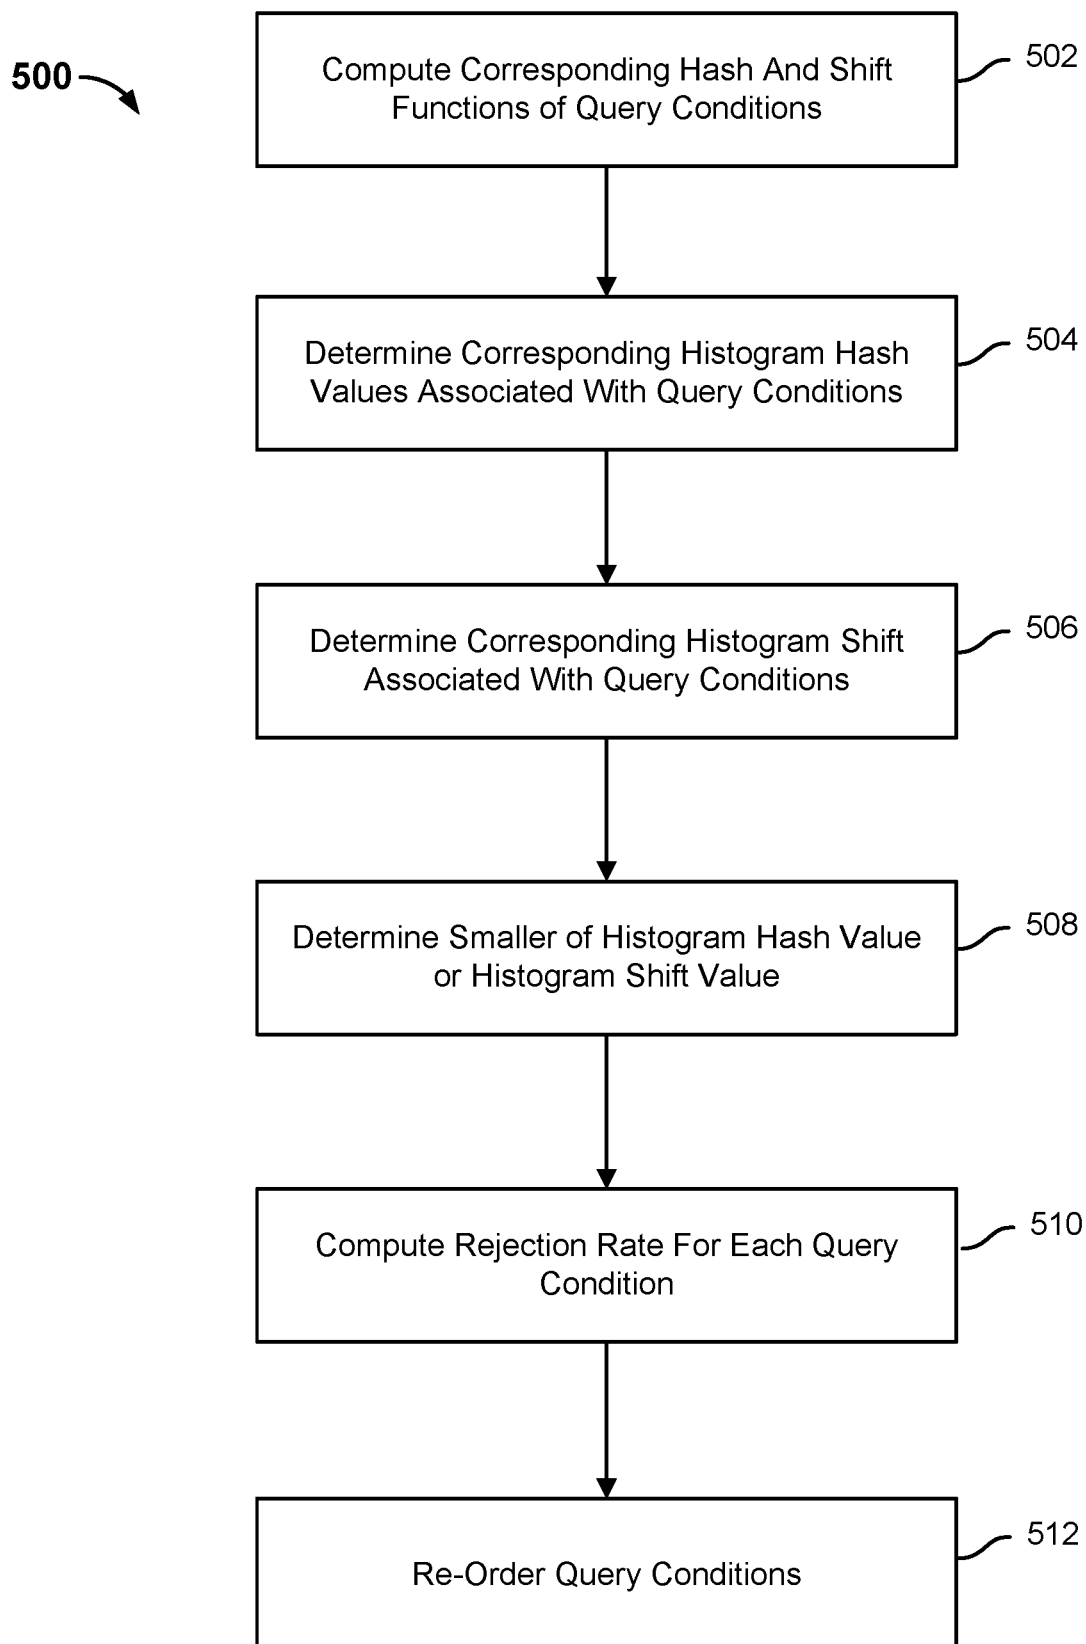 500
Compute Corresponding Hash And Shift
Functions of Query Conditions
502
Determine Corresponding Histogram Hash
Values Associated With Query Conditions
504
Determine Corresponding Histogram Shift
Associated With Query Conditions
506
Determine Smaller of Histogram Hash Value
or Histogram Shift Value
508
Compute Rejection Rate For Each Query
Condition
510
Re-Order Query Conditions
512